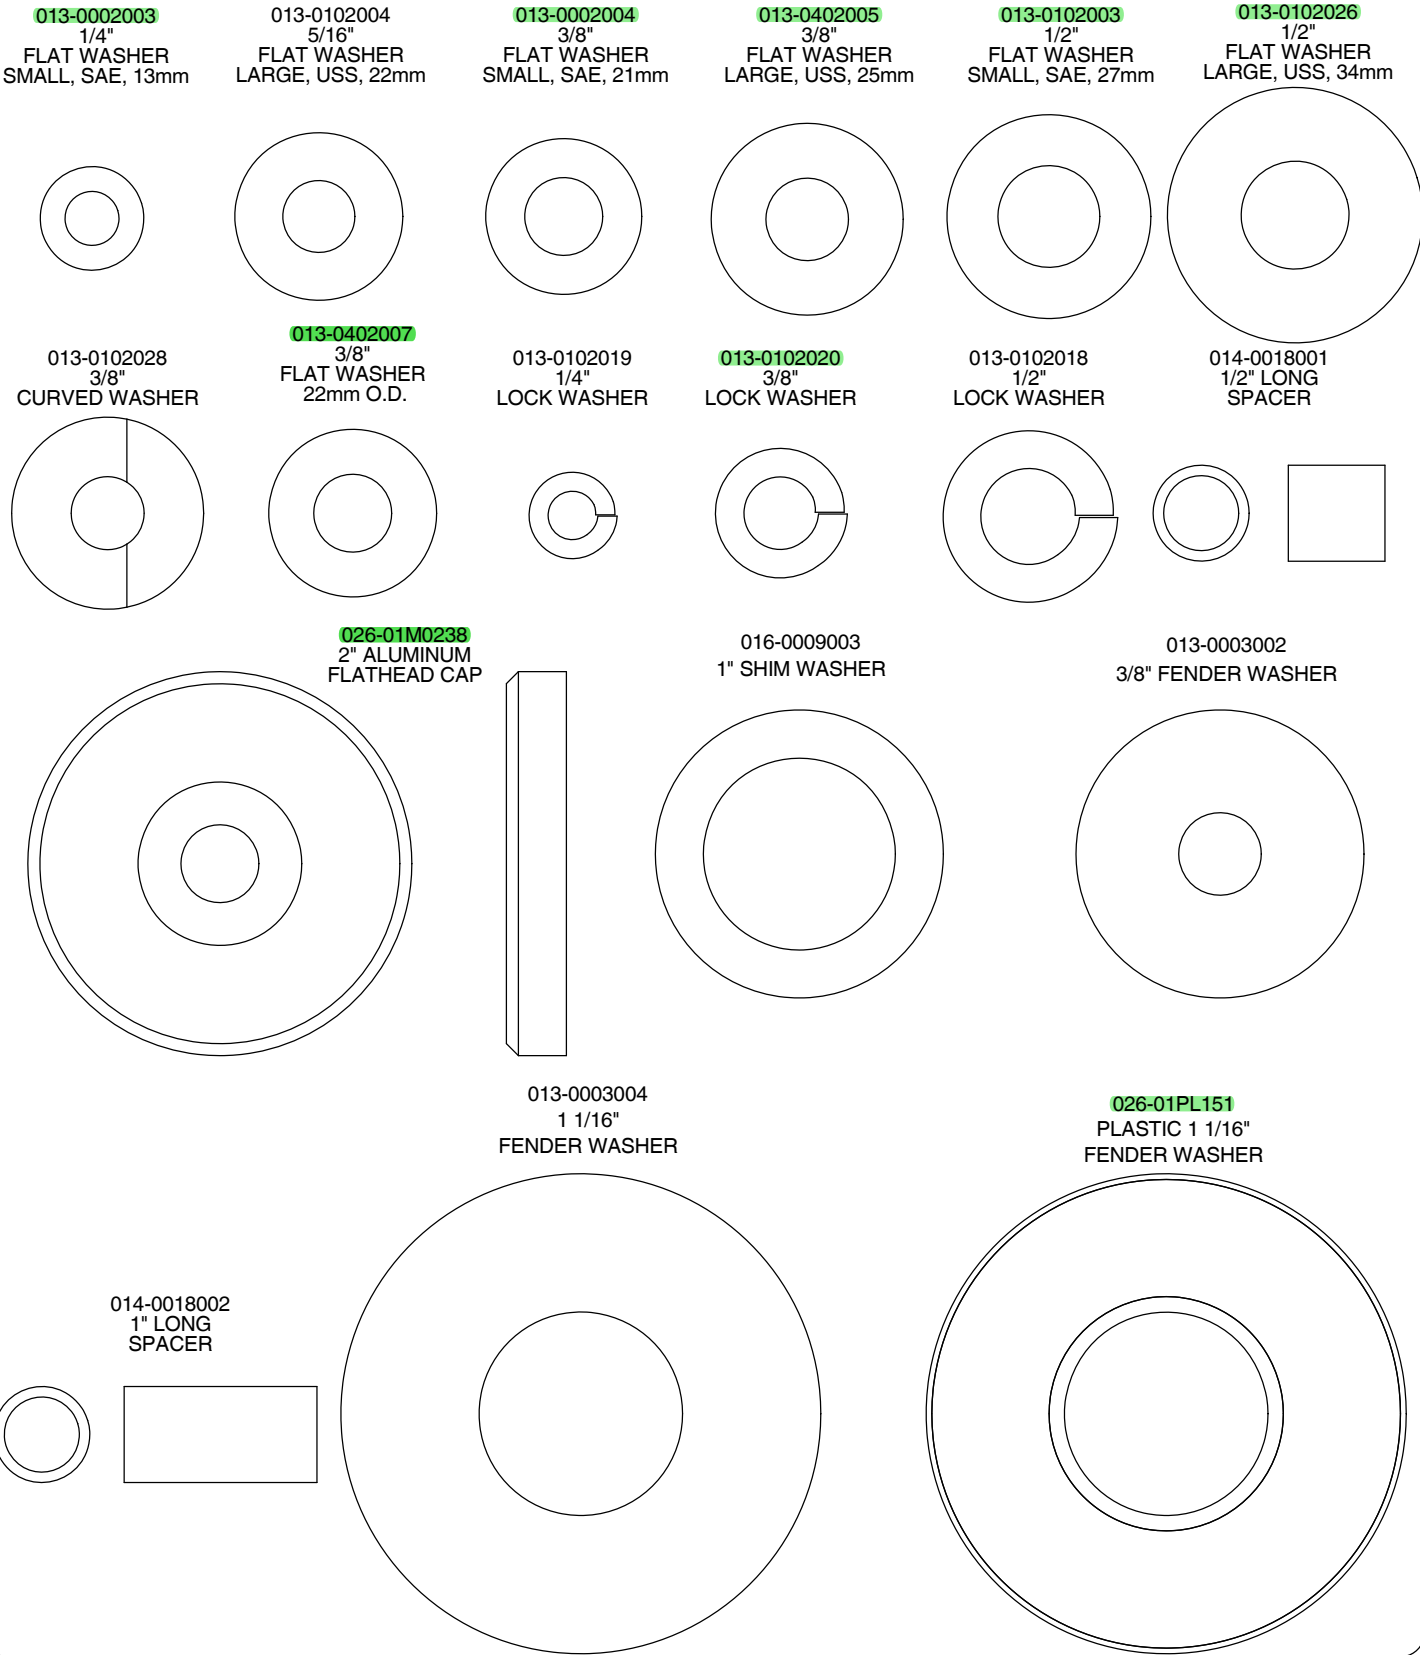 013-0002003
1/4"
FLAT WASHER
SMALL, SAE, 13mm
013-0102004
5/16"
FLAT WASHER
LARGE, USS, 22mm
013-0002004
3/8"
FLAT WASHER
SMALL, SAE, 21mm
013-0402005
3/8"
FLAT WASHER
LARGE, USS, 25mm
013-0102003
1/2"
FLAT WASHER
SMALL, SAE, 27mm
013-0102026
1/2"
FLAT WASHER
LARGE, USS, 34mm
013-0102028
3/8"
CURVED WASHER
013-0402007
3/8"
FLAT WASHER
22mm O.D.
013-0102019
1/4"
LOCK WASHER
013-0102020
3/8"
LOCK WASHER
013-0102018
1/2"
LOCK WASHER
014-0018001
1/2" LONG
SPACER
026-01M0238
2" ALUMINUM
FLATHEAD CAP
016-0009003
1" SHIM WASHER
013-0003002
3/8" FENDER WASHER
013-0003004
1 1/16"
FENDER WASHER
026-01PL151
PLASTIC 1 1/16"
FENDER WASHER
014-0018002
1" LONG
SPACER